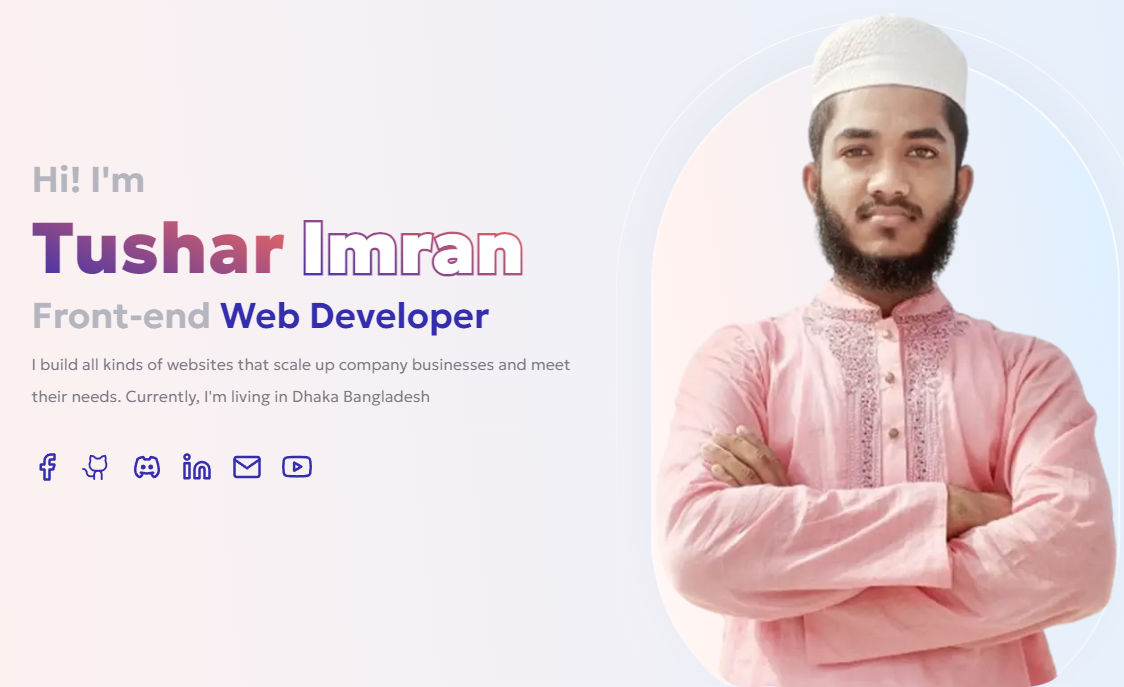 Hi! I'm
Tushar Imran
Front-end Web Developer
I build all kinds of websites that scale up company businesses and meet
their needs. Currently, I'm living in Dhaka Bangladesh